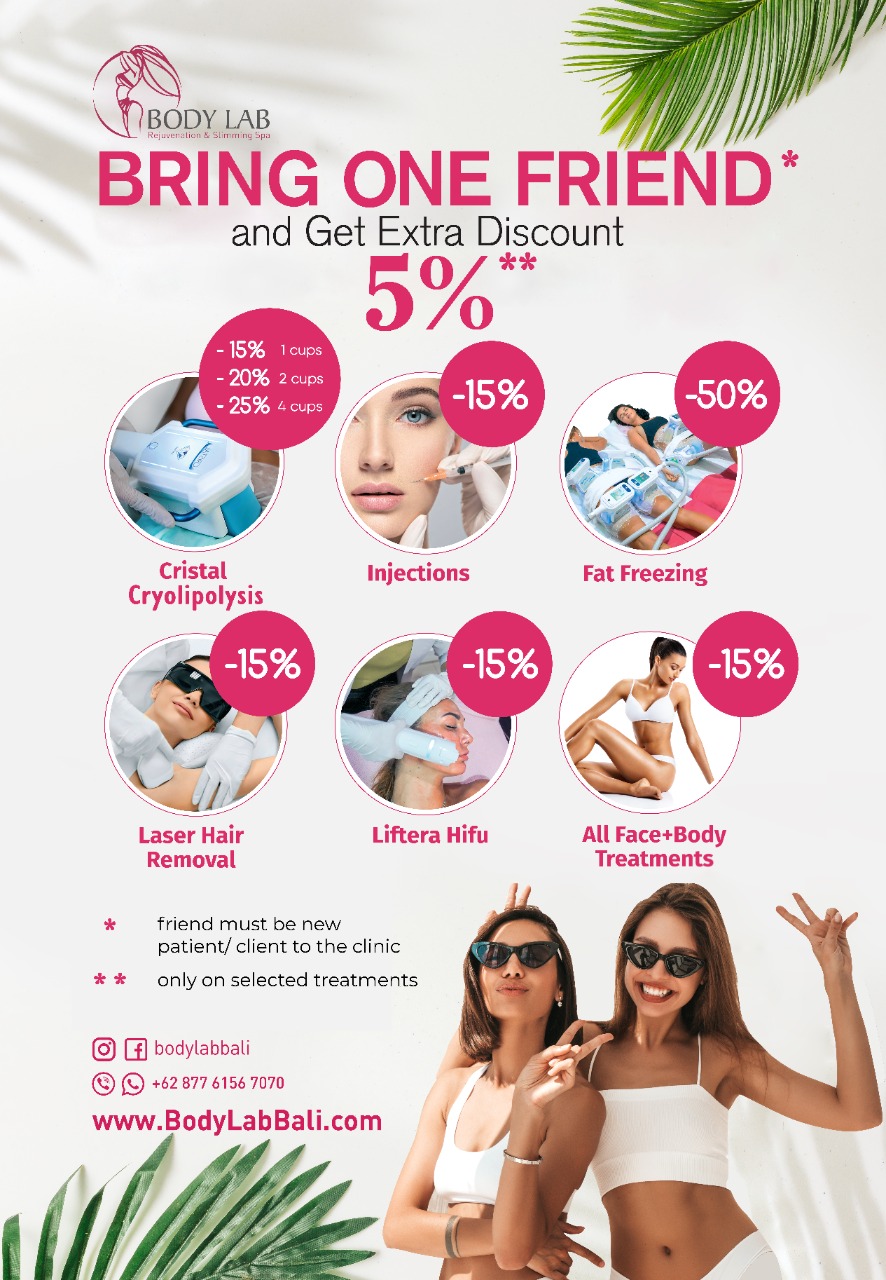 BODY LAB
Rejuvenation & Slimming Spa
BRING ONE FRIEND*
and Get Extra Discount
5%**
- 15% 1 cups
- 20% 2 cups
- 25% 4 cups
-15%
-50%
Cristal
Cryolipolysis
Injections
Fat Freezing
-15%
-15%
-15%
Laser Hair
Removal
Liftera Hifu
All Face+Body
Treatments
* friend must be new
patient/ client to the clinic
** only on selected treatments
bodylabbali
+62 877 6156 7070
www.BodyLabBali.com